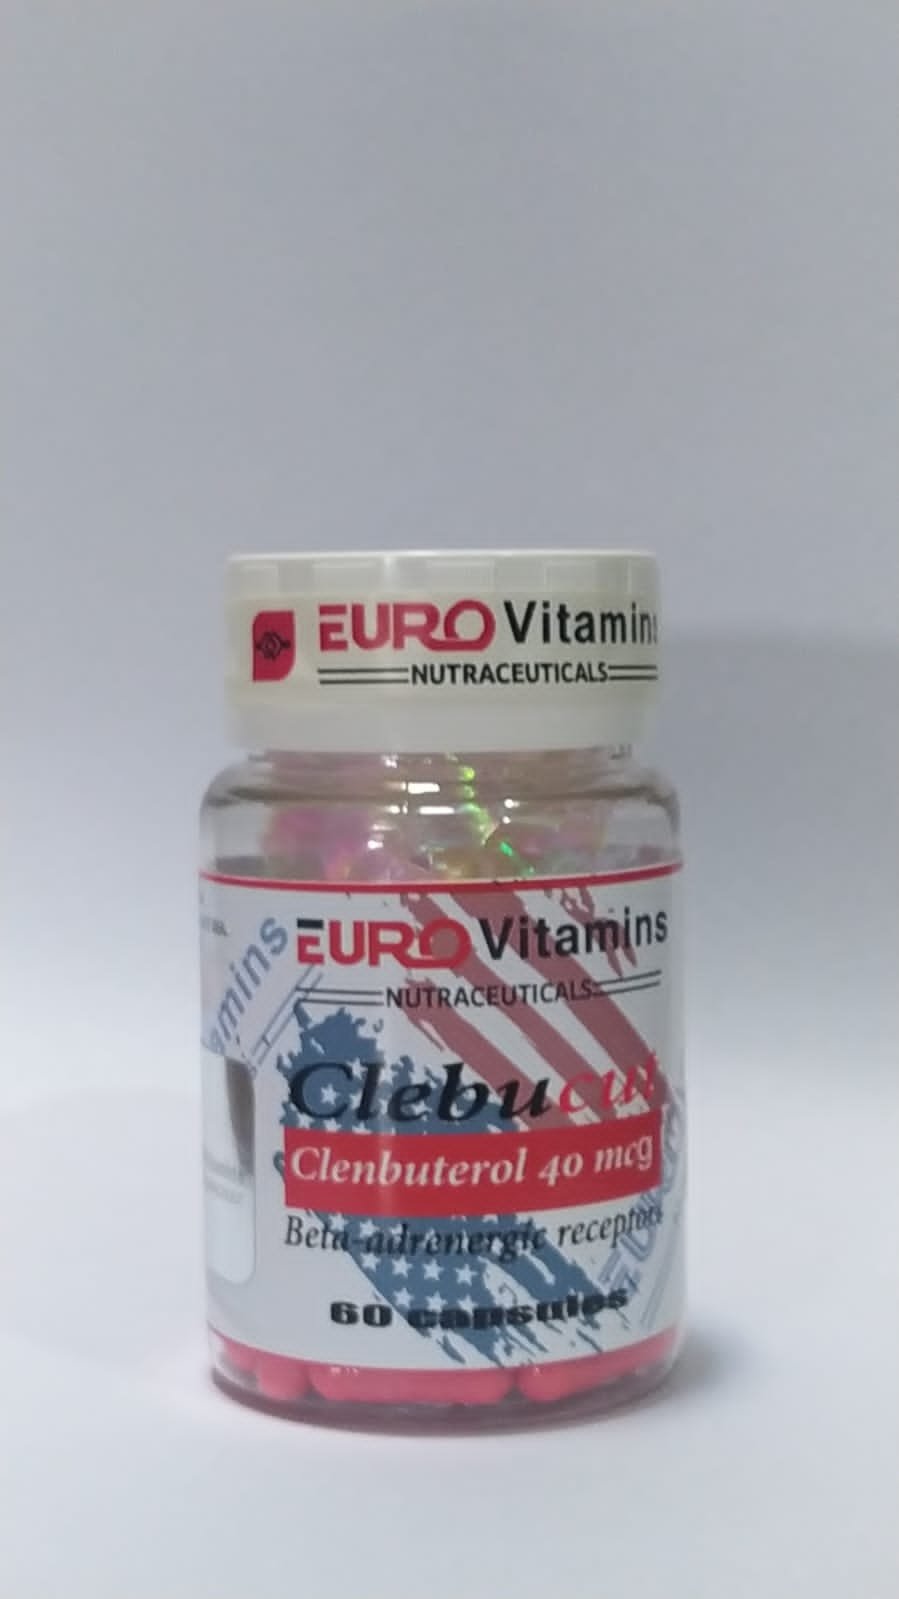 EURO Vitamins
NUTRACEUTICALS
EURO Vitamins
NUTRACEUTICALS
Clebucut
Clenbuterol 40 mcg
Beta-adrenergic receptors
60 capsules